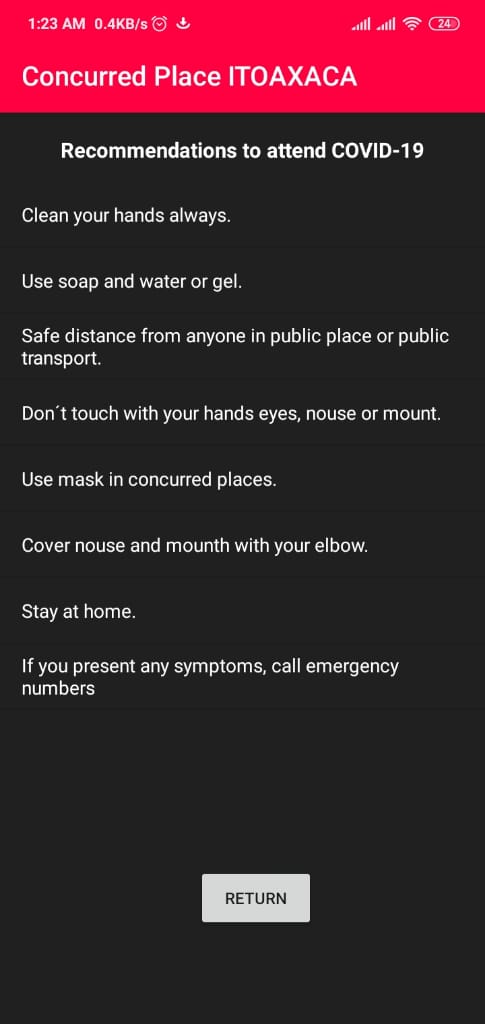 1:23 AM 0.4KB/s 24
Concurred Place ITOAXACA
Recommendations to attend COVID-19
Clean your hands always.
Use soap and water or gel.
Safe distance from anyone in public place or public
transport.
Don´t touch with your hands eyes, nouse or mount.
Use mask in concurred places.
Cover nouse and mounth with your elbow.
Stay at home.
If you present any symptoms, call emergency
numbers
RETURN